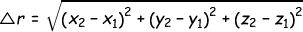 △r = √(x₂ − x₁)² + (y₂ − y₁)² + (z₂ − z₁)²